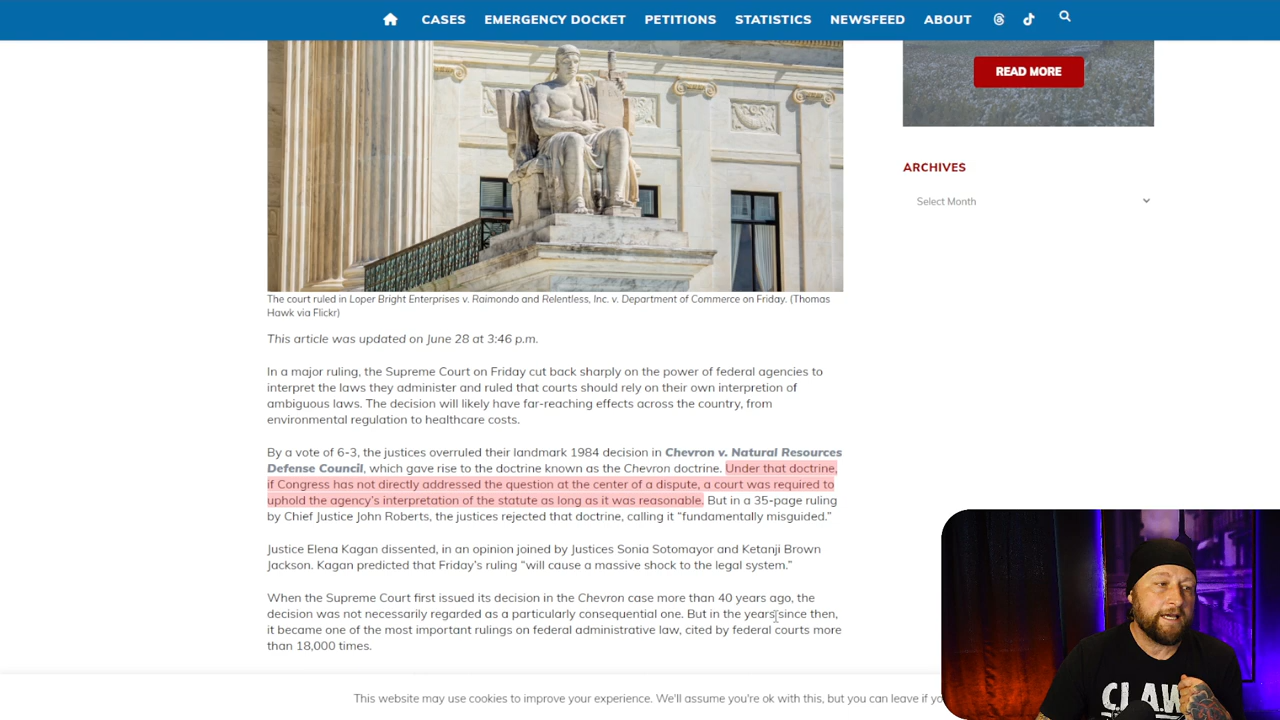 CASES EMERGENCY DOCKET PETITIONS STATISTICS NEWSFEED ABOUT
READ MORE
ARCHIVES
Select Month
The court ruled in Loper Bright Enterprises v. Raimondo and Relentless, Inc. v. Department of Commerce on Friday. (Thomas
Hawk via Flickr)
This article was updated on June 28 at 3:46 p.m.
In a major ruling, the Supreme Court on Friday cut back sharply on the power of federal agencies to
interpret the laws they administer and ruled that courts should rely on their own interpretation of
ambiguous laws. The decision will likely have far-reaching effects across the country, from
environmental regulation to healthcare costs.
By a vote of 6-3, the justices overruled their landmark 1984 decision in Chevron v. Natural Resources
Defense Council, which gave rise to the doctrine known as the Chevron doctrine. Under that doctrine,
if Congress has not directly addressed the question at the center of a dispute, a court was required to
uphold the agency's interpretation of the statute as long as it was reasonable. But in a 35-page ruling
by Chief Justice John Roberts, the justices rejected that doctrine, calling it “fundamentally misguided.”
Justice Elena Kagan dissented, in an opinion joined by Justices Sonia Sotomayor and Ketanji Brown
Jackson. Kagan predicted that Friday's ruling “will cause a massive shock to the legal system.”
When the Supreme Court first issued its decision in the Chevron case more than 40 years ago, the
decision was not necessarily regarded as a particularly consequential one. But in the years since then,
it became one of the most important rulings on federal administrative law, cited by federal courts more
than 18,000 times.
This website may use cookies to improve your experience. We'll assume you're ok with this, but you can leave if